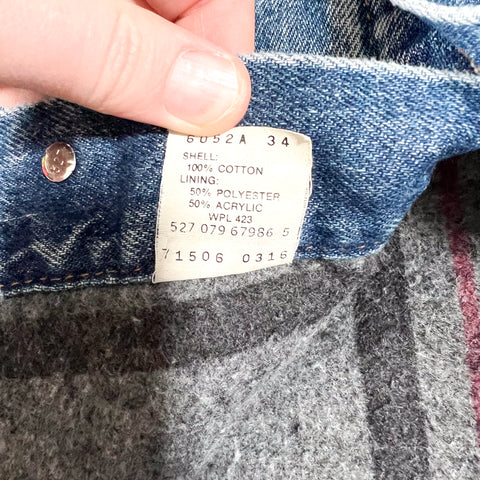 6052A 34
SHELL:
100% COTTON
LINING:
50% POLYESTER
50% ACRYLIC
WPL 423
527 079 67986 5
71506 0316